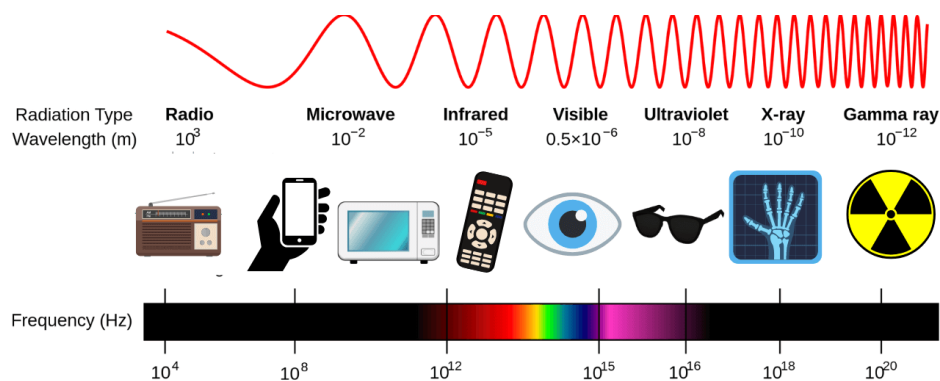 Radiation Type Radio Microwave Infrared Visible Ultraviolet X-ray Gamma ray
Wavelength (m) 10³ 10⁻² 10⁻⁵ 0.5×10⁻⁶ 10⁻⁸ 10⁻¹⁰ 10⁻¹²
Frequency (Hz)
10⁴ 10⁸ 10¹² 10¹⁵ 10¹⁶ 10¹⁸ 10²⁰